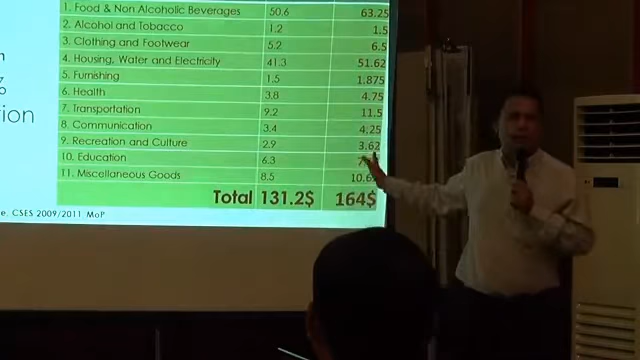 1. Food & Non Alcoholic Beverages 50.6 63.25
2. Alcohol and Tobacco 1.2 1.5
3. Clothing and Footwear 5.2 6.5
4. Housing, Water and Electricity 41.3 51.62
5. Furnishing 1.5 1.875
6. Health 3.8 4.75
7. Transportation 9.2 11.5
8. Communication 3.4 4.25
9. Recreation and Culture 2.9 3.62
10. Education 6.3
11. Miscellaneous Goods 8.5
Total 131.2$ 164$
%
tion
CSES 2009/2011 MoP